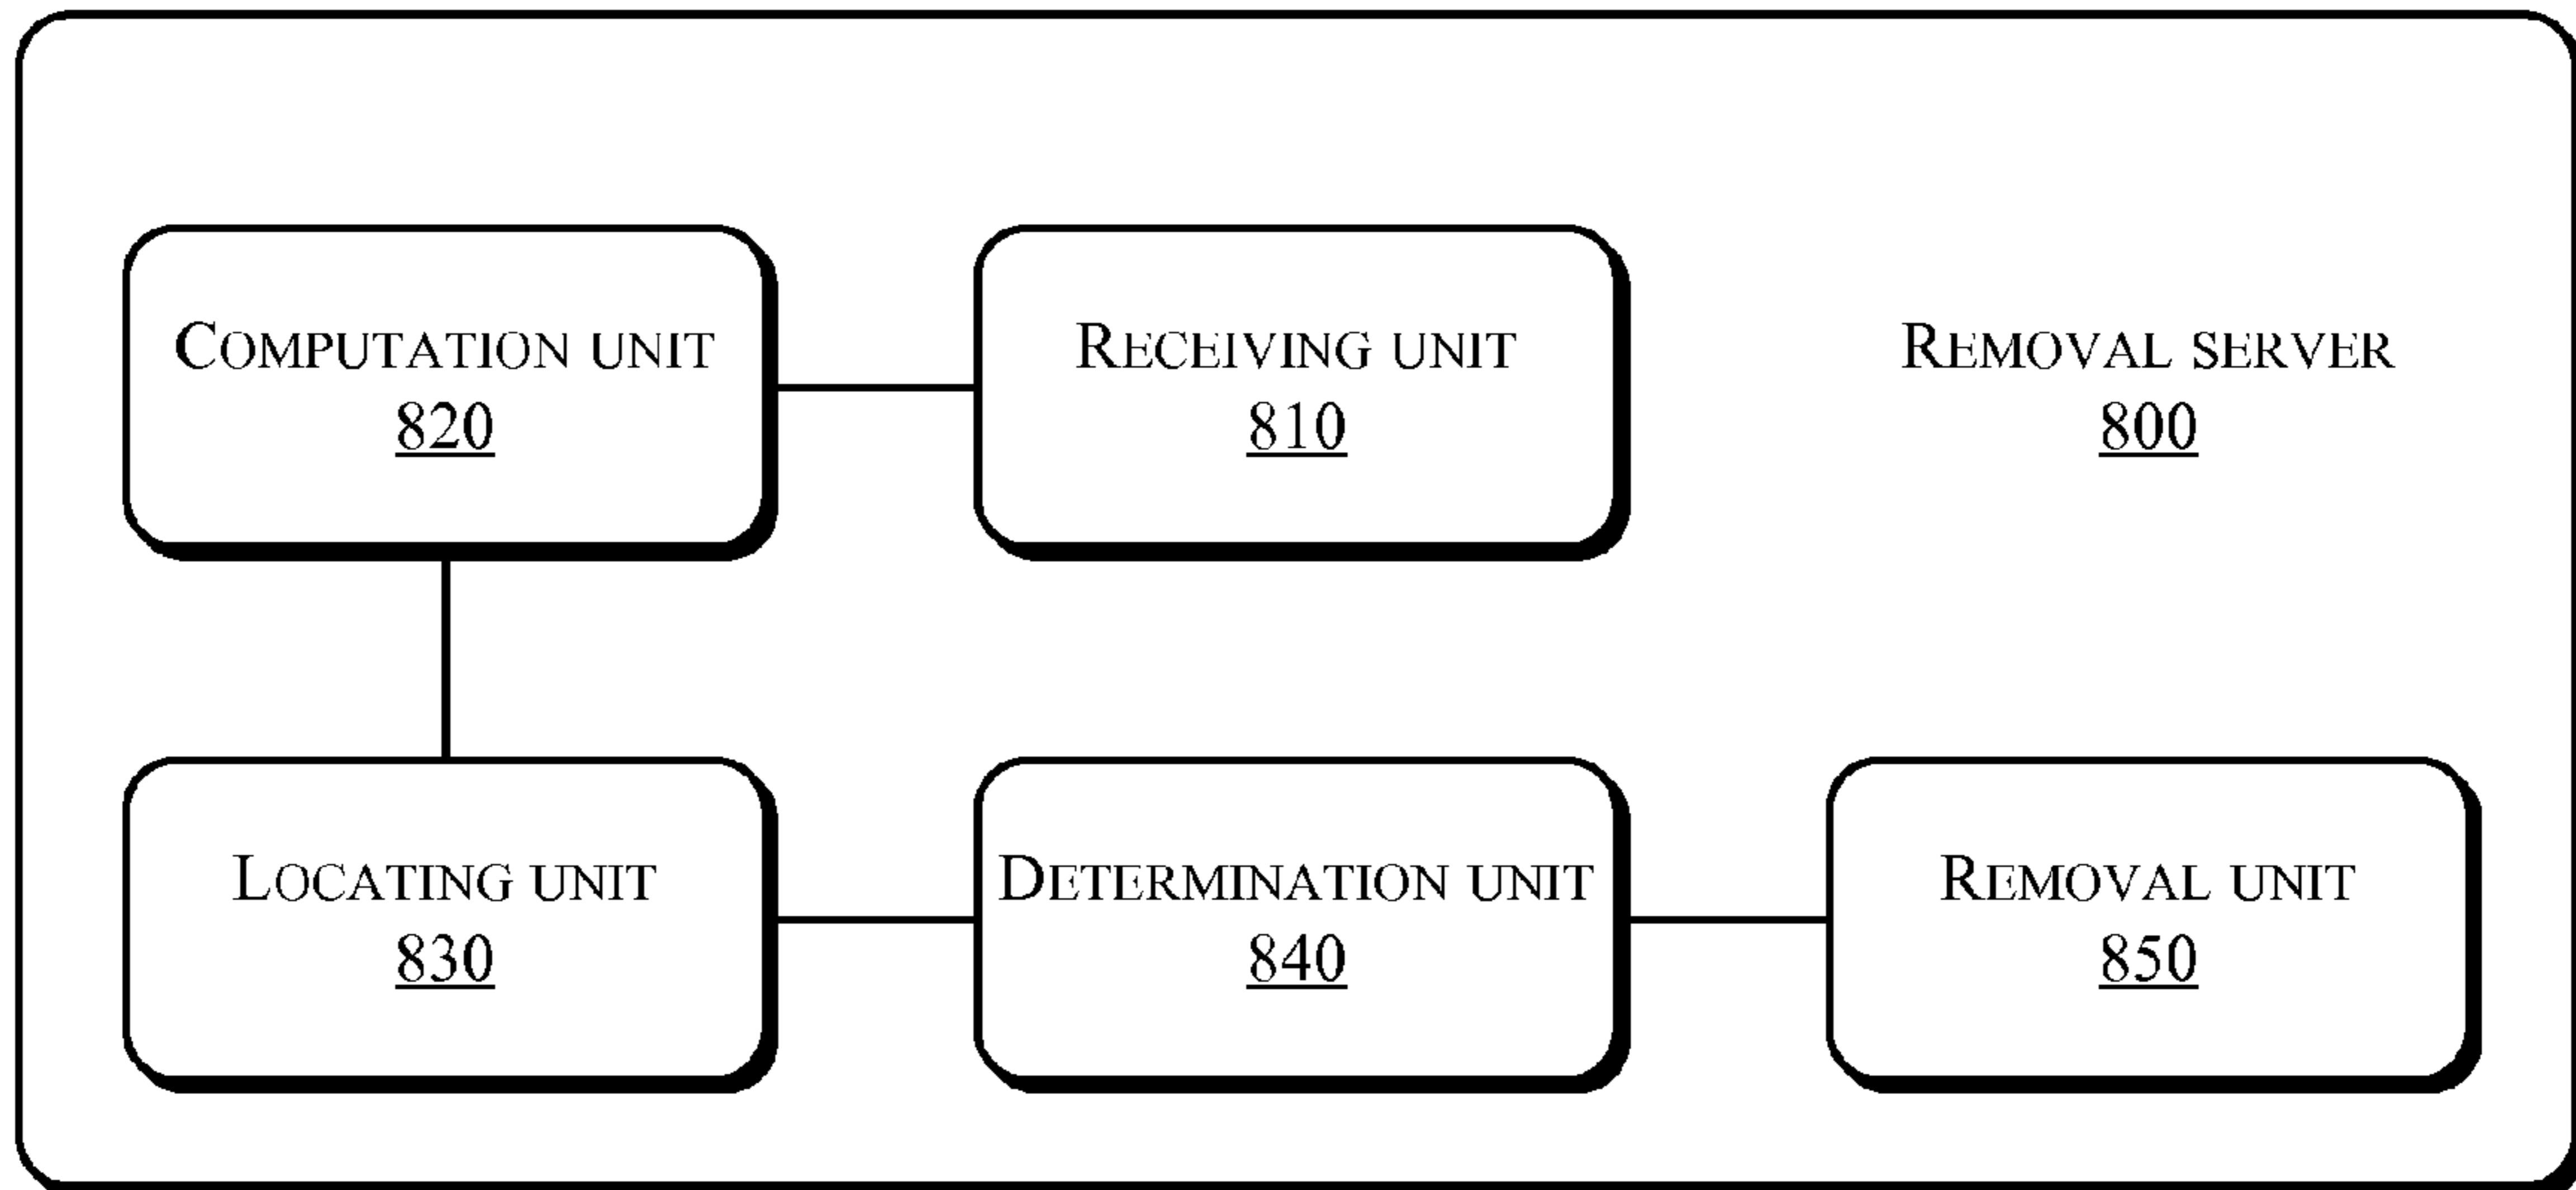 COMPUTATION UNIT
820
RECEIVING UNIT
810
REMOVAL SERVER
800
LOCATING UNIT
830
DETERMINATION UNIT
840
REMOVAL UNIT
850